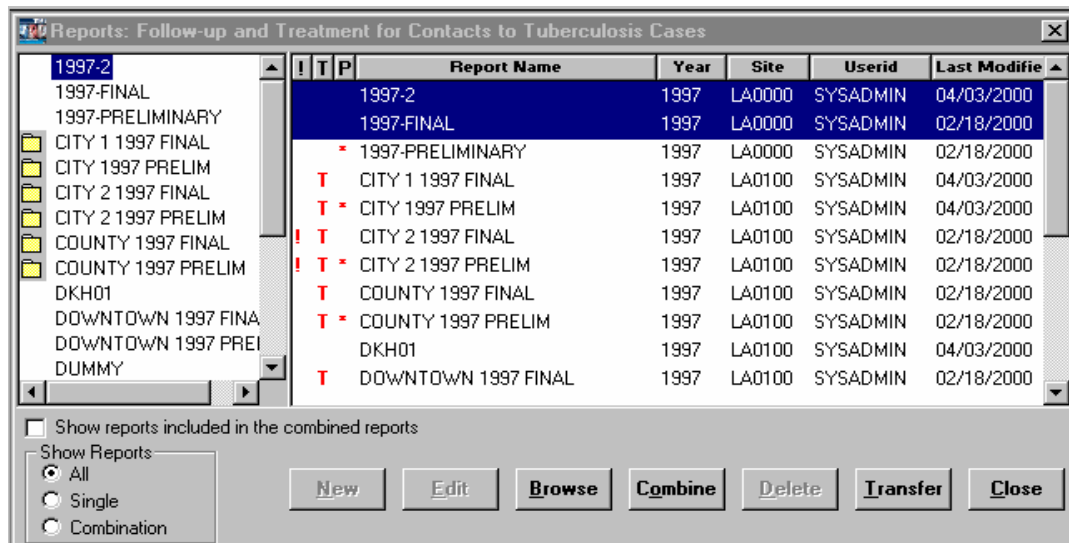 Reports: Follow-up and Treatment for Contacts to Tuberculosis Cases
1997-2
1997-FINAL
1997-PRELIMINARY
CITY 1 1997 FINAL
CITY 1997 PRELIM
CITY 2 1997 FINAL
CITY 2 1997 PRELIM
COUNTY 1997 FINAL
COUNTY 1997 PRELIM
DKH01
DOWNTOWN 1997 FINA
DOWNTOWN 1997 PREI
DUMMY
! T P Report Name Year Site Userid Last Modifie
1997-2 1997 LA0000 SYSADMIN 04/03/2000
1997-FINAL 1997 LA0000 SYSADMIN 02/18/2000
* 1997-PRELIMINARY 1997 LA0000 SYSADMIN 02/18/2000
T CITY 1 1997 FINAL 1997 LA0100 SYSADMIN 04/03/2000
T * CITY 1997 PRELIM 1997 LA0100 SYSADMIN 04/03/2000
! T CITY 2 1997 FINAL 1997 LA0100 SYSADMIN 02/18/2000
! T * CITY 2 1997 PRELIM 1997 LA0100 SYSADMIN 02/18/2000
T COUNTY 1997 FINAL 1997 LA0100 SYSADMIN 02/18/2000
T * COUNTY 1997 PRELIM 1997 LA0100 SYSADMIN 02/18/2000
DKH01 1997 LA0100 SYSADMIN 04/03/2000
T DOWNTOWN 1997 FINAL 1997 LA0100 SYSADMIN 02/18/2000
Show reports included in the combined reports
Show Reports
All
Single
Combination
New Edit Browse Combine Delete Transfer Close